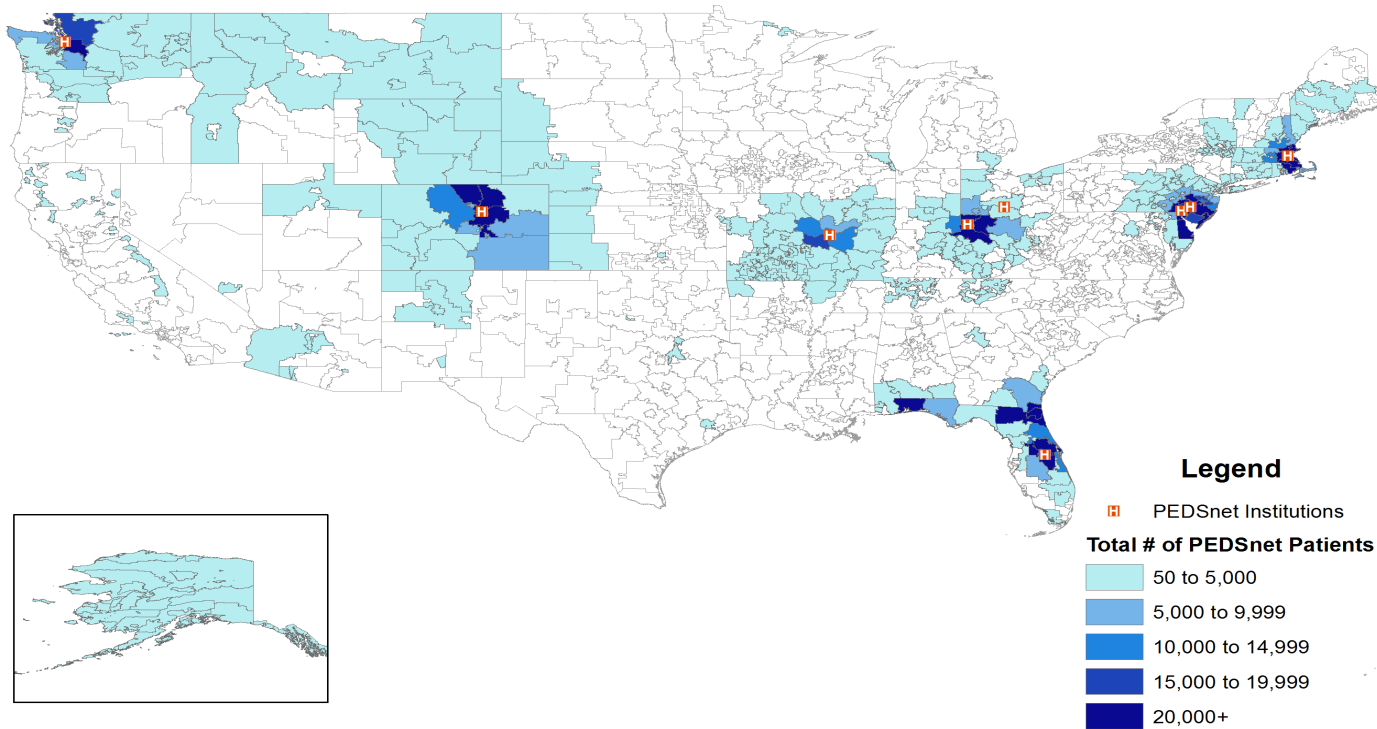 H
H
H
H
H
H
H
H
H
Legend
H PEDSnet Institutions
Total # of PEDSnet Patients
50 to 5,000
5,000 to 9,999
10,000 to 14,999
15,000 to 19,999
20,000+